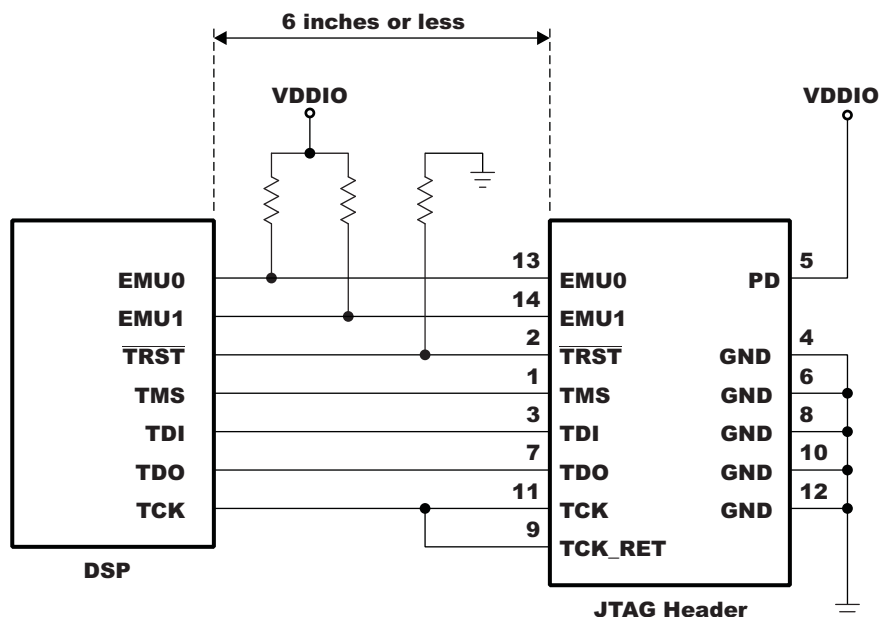 6 inches or less
VDDIO
VDDIO
DSP
EMU0
EMU1
TRST
TMS
TDI
TDO
TCK
13
14
2
1
3
7
11
9
EMU0
EMU1
TRST
TMS
TDI
TDO
TCK
TCK_RET
PD
GND
GND
GND
GND
GND
5
4
6
8
10
12
JTAG Header